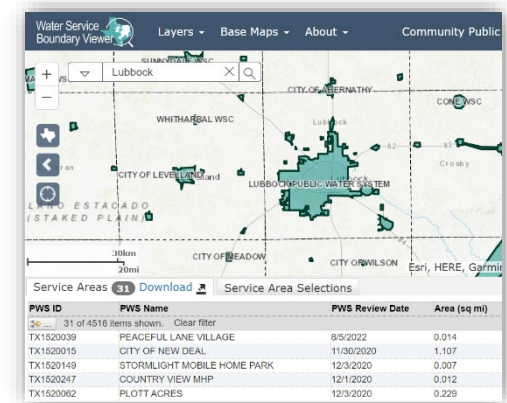 Water Service
Boundary Viewer
Layers
Base Maps
About
Community Public
SUNNYDALE WSC
Lubbock
CITY OF ABERNATHY
CONE WSC
WHITHARRAL WSC
Lubbock
82
Crosby
CITY OF LEVELLAND
LUBBOCK PUBLIC WATER SYSTEM
LLANO ESTACADO
(STAKED PLAIN)
30km
20mi
CITY OF MEADOW
CITY OF WILSON
Esri, HERE, Garmin
Service Areas 31 Download
Service Area Selections
PWS ID PWS Name PWS Review Date Area (sq mi)
... 31 of 4516 items shown. Clear filter
TX1520039 PEACEFUL LANE VILLAGE 8/5/2022 0.014
TX1520015 CITY OF NEW DEAL 11/30/2020 1.107
TX1520149 STORMLIGHT MOBILE HOME PARK 12/3/2020 0.007
TX1520247 COUNTRY VIEW MHP 12/1/2020 0.012
TX1520062 PLOTT ACRES 12/3/2020 0.229